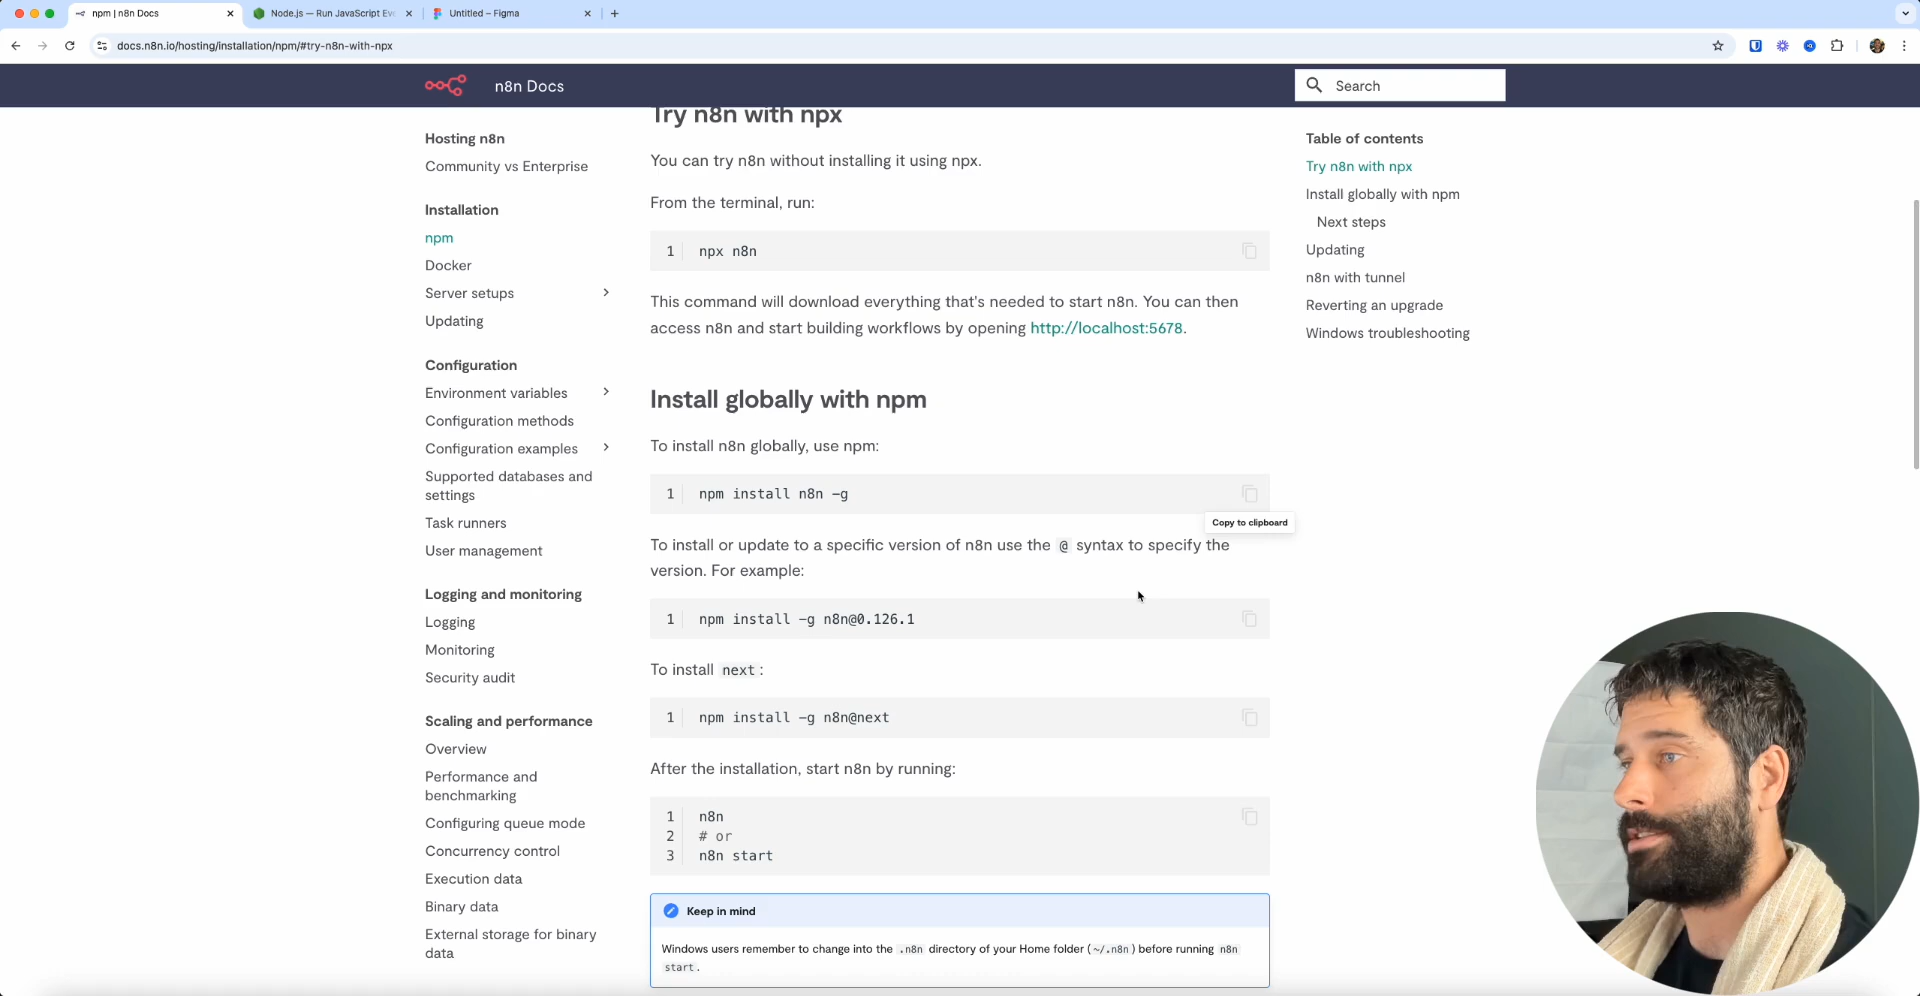 npm | n8n Docs
Node.js — Run JavaScript Eve
Untitled – Figma
docs.n8n.io/hosting/installation/npm/#try-n8n-with-npx
n8n Docs
Search
Hosting n8n
Community vs Enterprise
Installation
npm
Docker
Server setups
Updating
Configuration
Environment variables
Configuration methods
Configuration examples
Supported databases and
settings
Task runners
User management
Logging and monitoring
Logging
Monitoring
Security audit
Scaling and performance
Overview
Performance and
benchmarking
Configuring queue mode
Concurrency control
Execution data
Binary data
External storage for binary
data
Try n8n with npx
You can try n8n without installing it using npx.
From the terminal, run:
1 npx n8n
This command will download everything that's needed to start n8n. You can then
access n8n and start building workflows by opening http://localhost:5678.
Install globally with npm
To install n8n globally, use npm:
1 npm install n8n -g
Copy to clipboard
To install or update to a specific version of n8n use the @ syntax to specify the
version. For example:
1 npm install -g n8n@0.126.1
To install next:
1 npm install -g n8n@next
After the installation, start n8n by running:
1 n8n
2 # or
3 n8n start
Keep in mind
Windows users remember to change into the .n8n directory of your Home folder (~/.n8n) before running n8n
start.
Table of contents
Try n8n with npx
Install globally with npm
Next steps
Updating
n8n with tunnel
Reverting an upgrade
Windows troubleshooting